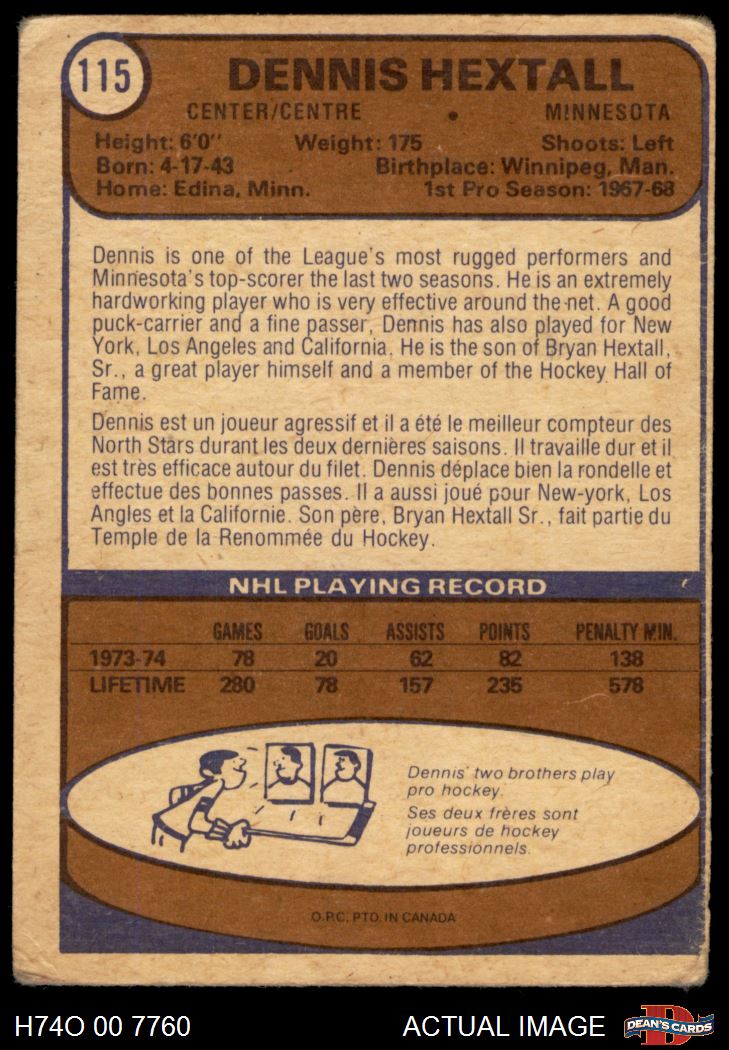 115
DENNIS HEXTALL
CENTER/CENTRE • MINNESOTA
Height: 6'0" Weight: 175 Shoots: Left
Born: 4-17-43 Birthplace: Winnipeg, Man.
Home: Edina, Minn. 1st Pro Season: 1967-68
Dennis is one of the League's most rugged performers and
Minnesota's top-scorer the last two seasons. He is an extremely
hardworking player who is very effective around the net. A good
puck-carrier and a fine passer, Dennis has also played for New
York, Los Angeles and California. He is the son of Bryan Hextall,
Sr., a great player himself and a member of the Hockey Hall of
Fame.
Dennis est un joueur agressif et il a été le meilleur compteur des
North Stars durant les deux dernières saisons. Il travaille dur et il
est très efficace autour du filet. Dennis déplace bien la rondelle et
effectue des bonnes passes. Il a aussi joué pour New-york, Los
Angles et la Californie. Son père, Bryan Hextall Sr., fait partie du
Temple de la Renommée du Hockey.
NHL PLAYING RECORD
GAMES GOALS ASSISTS POINTS PENALTY MIN.
1973-74 78 20 62 82 138
LIFETIME 280 78 157 235 578
Dennis' two brothers play
pro hockey.
Ses deux frères sont
joueurs de hockey
professionnels.
O.P.C. PTD. IN CANADA
H74O 00 7760 ACTUAL IMAGE DEAN'S CARDS